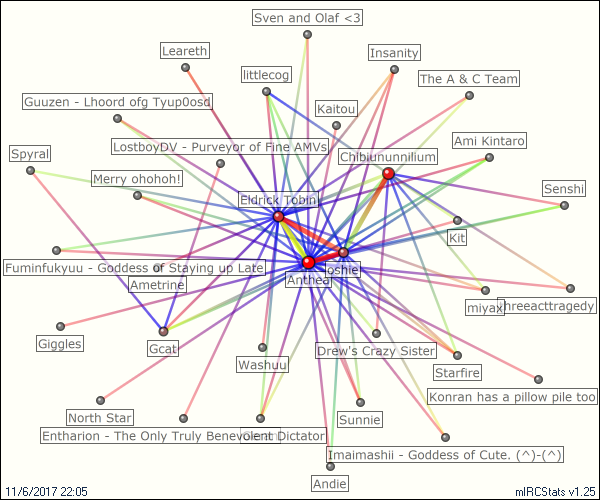 Sven and Olaf <3
Leareth
Insanity
littlecog
The A & C Team
Guuzen - Lhoord ofg Tyup0osd
Kaitou
LostboyDV - Purveyor of Fine AMVs
Ami Kintaro
Spyral
Chibiununnilium
Merry ohohoh!
Senshi
Eldrick Tobin
Kit
Fuminfukyuu - Goddess of Staying up Late
oshie
Anthea
Ametrine
miyax
threeacttragedy
Giggles
Gcat
Drew's Crazy Sister
Washuu
Starfire
Konran has a pillow pile too
North Star
Sunnie
Entharion - The Only Truly Benevolent Dictator
Imaimashii - Goddess of Cute. (^)-(^)
Andie
11/6/2017 22:05
mIRCStats v1.25